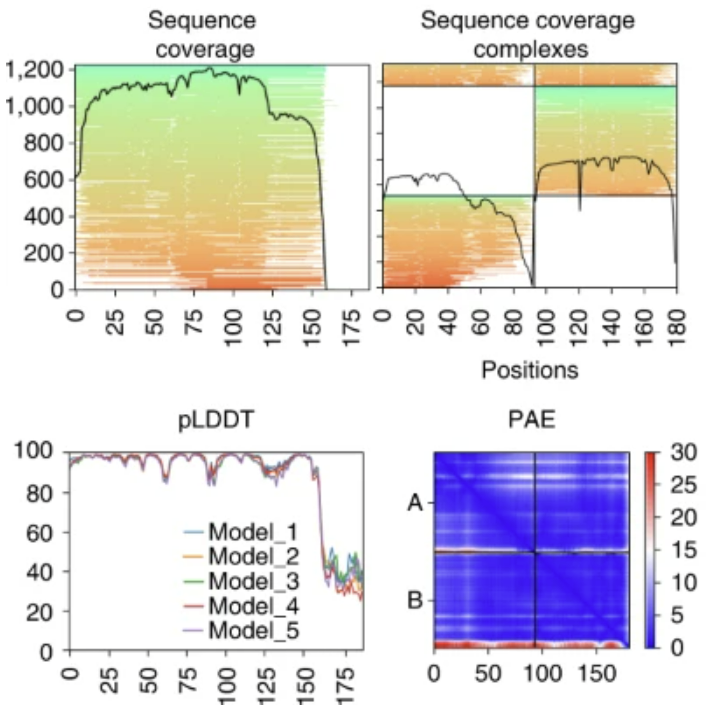 Sequence
coverage
1,200
1,000
800
600
400
200
0
0 25 50 75 100 125 150 175
Sequence coverage
complexes
0 20 40 60 80 100 120 140 160 180
Positions
pLDDT
100
80
60
40
20
0
Model_1
Model_2
Model_3
Model_4
Model_5
0 25 50 75 100 125 150 175
PAE
A
B
0 50 100 150
30
25
20
15
10
5
0